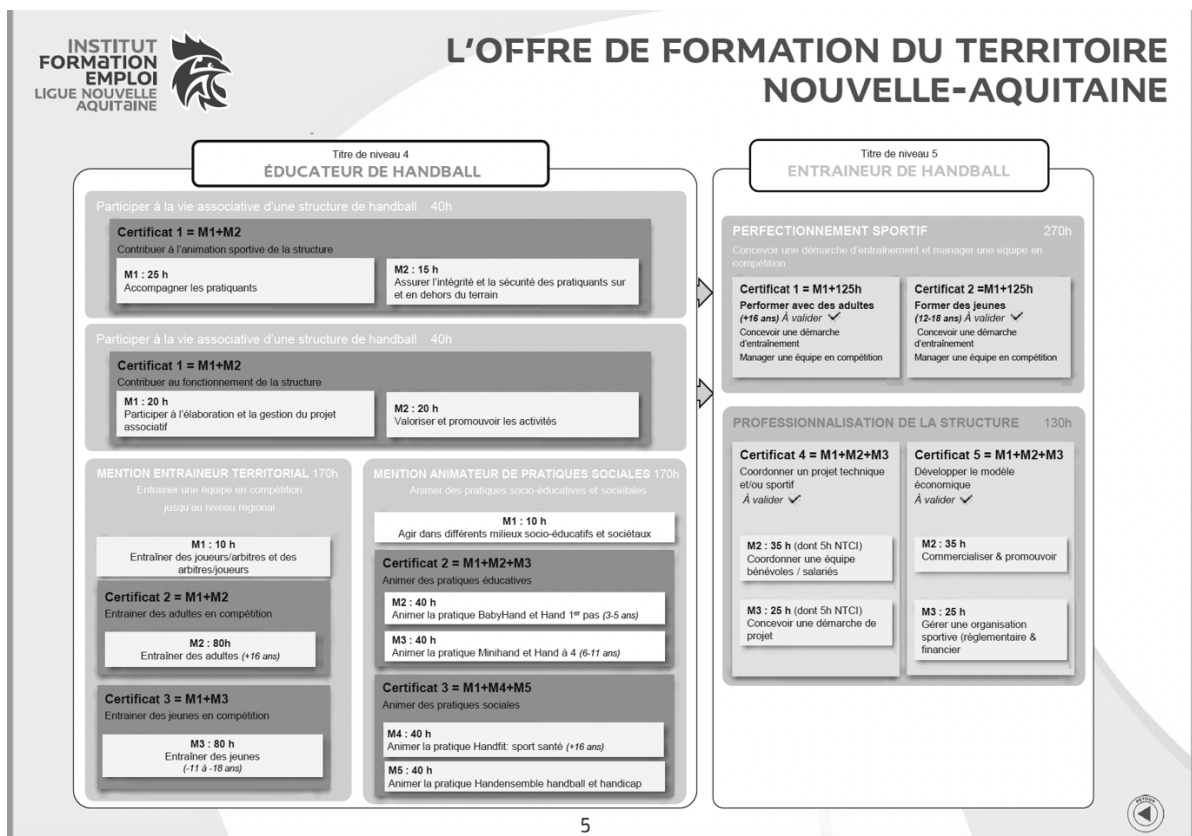 INSTITUT
FORMATION
EMPLOI
LIGUE NOUVELLE
AQUITAINE
L'OFFRE DE FORMATION DU TERRITOIRE
NOUVELLE-AQUITAINE
Titre de niveau 4
ÉDUCATEUR DE HANDBALL
Participer à la vie associative d'une structure de handball 40h
Certificat 1 = M1+M2
Contribuer à l'animation sportive de la structure
M1 : 25 h
Accompagner les pratiquants
M2 : 15 h
Assurer l'intégrité et la sécurité des pratiquants sur
et en dehors du terrain
Participer à la vie associative d'une structure de handball 40h
Certificat 1 = M1+M2
Contribuer au fonctionnement de la structure
M1 : 20 h
Participer à l'élaboration et la gestion du projet
associatif
M2 : 20 h
Valoriser et promouvoir les activités
MENTION ENTRAINEUR TERRITORIAL 170h
Entrainer une équipe en compétition
jusqu'au niveau régional
M1 : 10 h
Entraîner des joueurs/arbitres et des
arbitres/joueurs
Certificat 2 = M1+M2
Entrainer des adultes en compétition
M2 : 80h
Entraîner des adultes (+16 ans)
Certificat 3 = M1+M3
Entrainer des jeunes en compétition
M3 : 80 h
Entraîner des jeunes
(-11 à -18 ans)
MENTION ANIMATEUR DE PRATIQUES SOCIALES 170h
Animer des pratiques socio-éducatives et sociétales
M1 : 10 h
Agir dans différents milieux socio-éducatifs et sociétaux
Certificat 2 = M1+M2+M3
Animer des pratiques éducatives
M2 : 40 h
Animer la pratique BabyHand et Hand 1er pas (3-5 ans)
M3 : 40 h
Animer la pratique Minihand et Hand à 4 (6-11 ans)
Certificat 3 = M1+M4+M5
Animer des pratiques sociales
M4 : 40 h
Animer la pratique Handfit: sport santé (+16 ans)
M5 : 40 h
Animer la pratique Handensemble handball et handicap
Titre de niveau 5
ENTRAINEUR DE HANDBALL
PERFECTIONNEMENT SPORTIF 270h
Concevoir une démarche d'entraînement et manager une équipe en
compétition
Certificat 1 = M1+125h
Performer avec des adultes
(+16 ans) À valider ✓
Concevoir une démarche
d'entraînement
Manager une équipe en compétition
Certificat 2 =M1+125h
Former des jeunes
(12-18 ans) À valider ✓
Concevoir une démarche
d'entraînement
Manager une équipe en compétition
PROFESSIONNALISATION DE LA STRUCTURE 130h
Certificat 4 = M1+M2+M3
Coordonner un projet technique
et/ou sportif
À valider ✓
M2 : 35 h (dont 5h NTCI)
Coordonner une équipe
bénévoles / salariés
M3 : 25 h (dont 5h NTCI)
Concevoir une démarche de
projet
Certificat 5 = M1+M2+M3
Développer le modèle
économique
À valider ✓
M2 : 35 h
Commercialiser & promouvoir
M3 : 25 h
Gérer une organisation
sportive (règlementaire &
financier
RETOUR
5